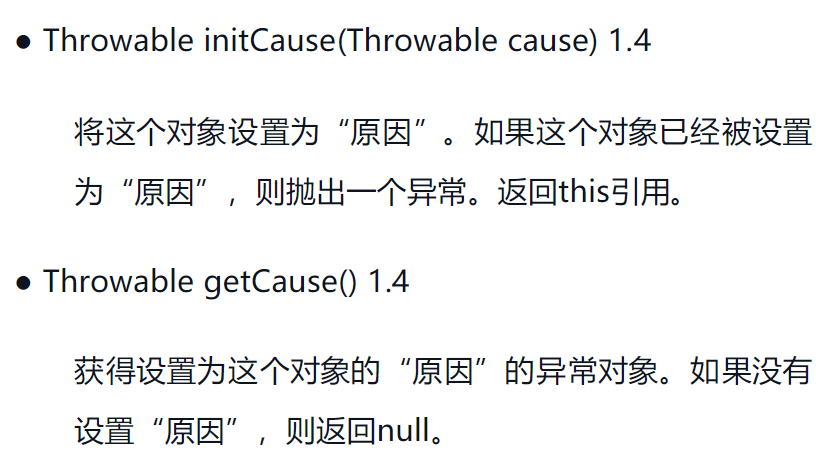 ● Throwable initCause(Throwable cause) 1.4
将这个对象设置为“原因”。如果这个对象已经被设置
为“原因”，则抛出一个异常。返回this引用。
● Throwable getCause() 1.4
获得设置为这个对象的“原因”的异常对象。如果没有
设置“原因”，则返回null。